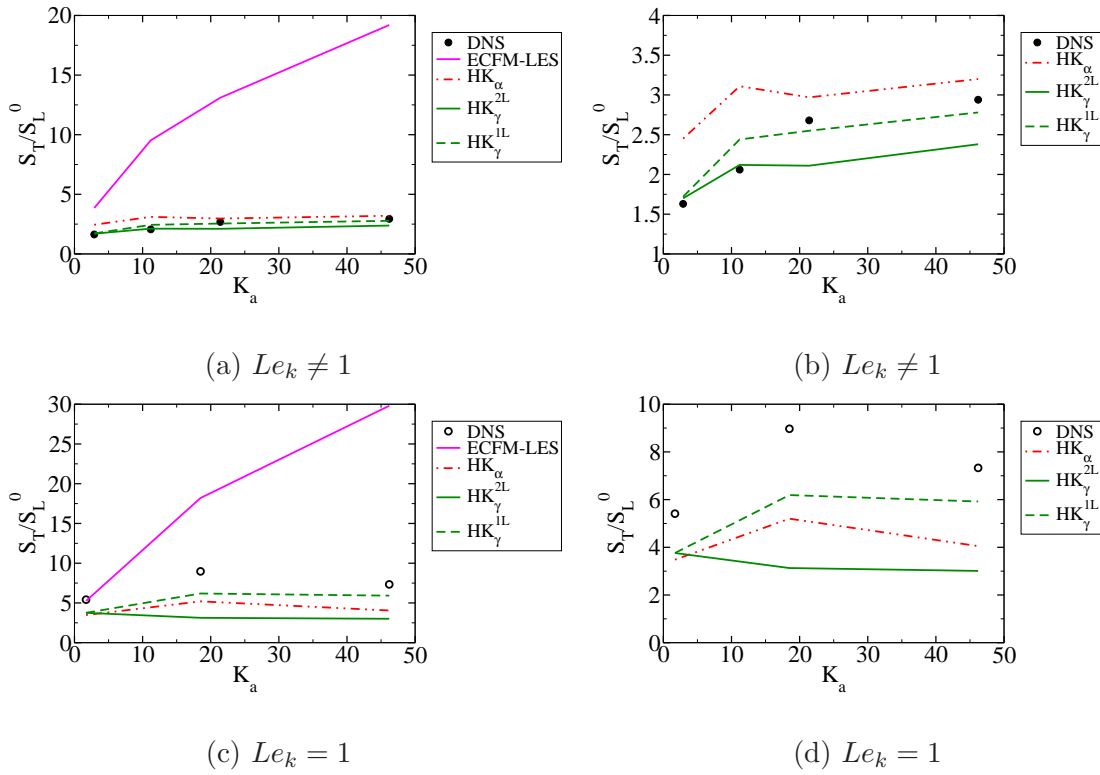 20
15
10
5
0
S_T/S_L^0
0 10 20 30 40 50
K_a
DNS
ECFM-LES
HK_α
HK_γ^2L
HK_γ^1L
(a) Le_k ≠ 1
4
3.5
3
2.5
2
1.5
1
S_T/S_L^0
0 10 20 30 40 50
K_a
DNS
HK_α
HK_γ^2L
HK_γ^1L
(b) Le_k ≠ 1
30
25
20
15
10
5
0
S_T/S_L^0
0 10 20 30 40 50
K_a
DNS
ECFM-LES
HK_α
HK_γ^2L
HK_γ^1L
(c) Le_k = 1
10
8
6
4
2
0
S_T/S_L^0
0 10 20 30 40 50
K_a
DNS
HK_α
HK_γ^2L
HK_γ^1L
(d) Le_k = 1